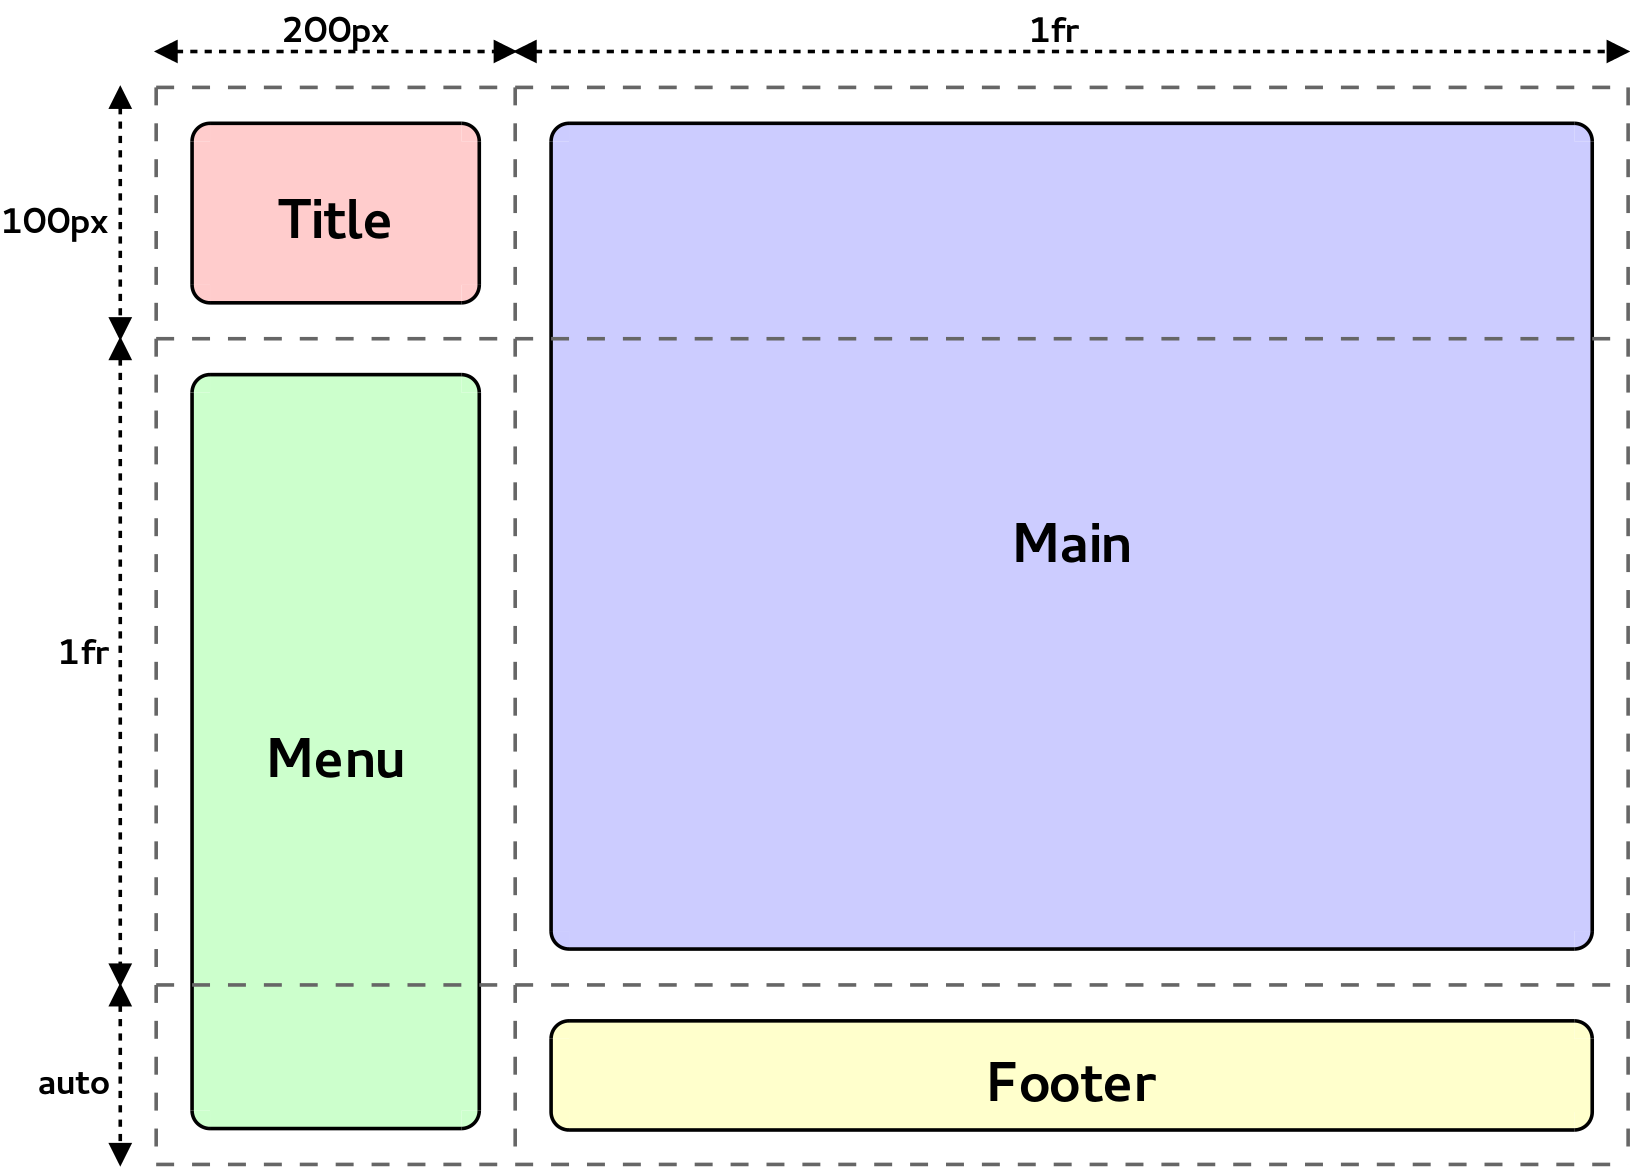 200px
1fr
100px
Title
Main
1fr
Menu
auto
Footer